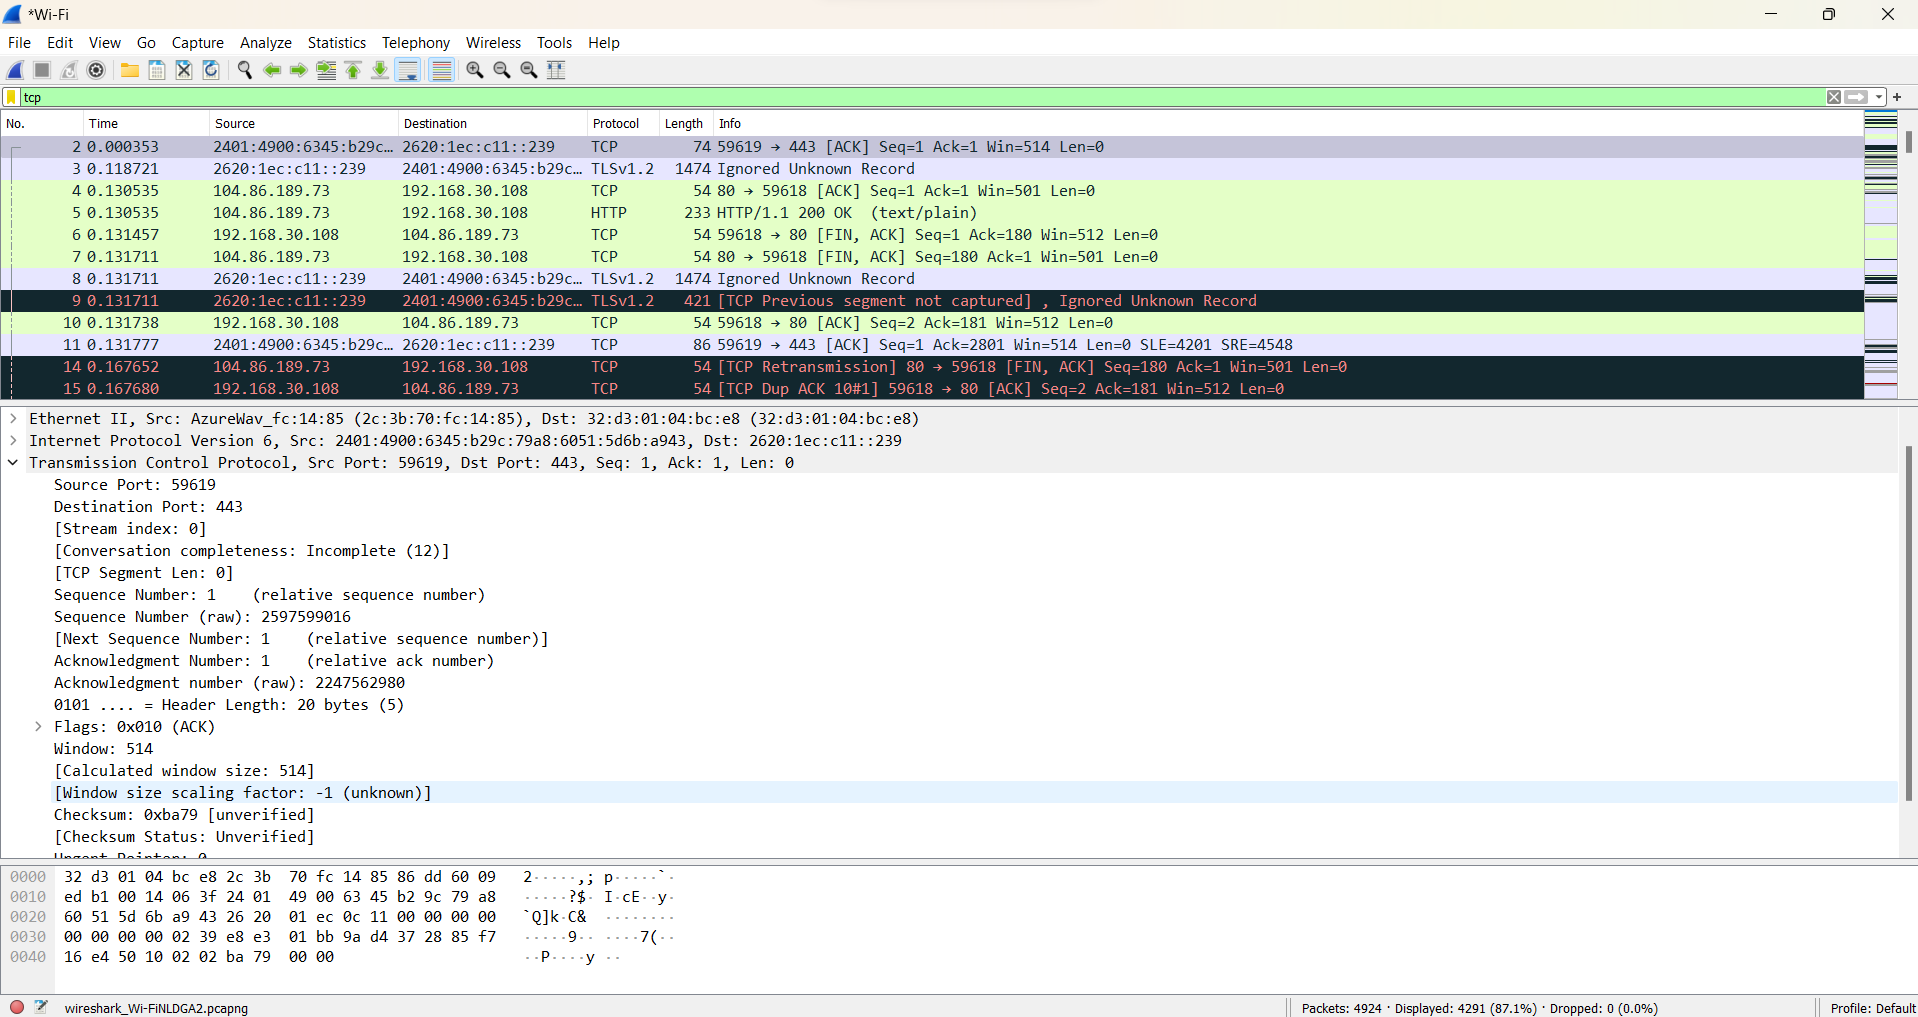 *Wi-Fi
File Edit View Go Capture Analyze Statistics Telephony Wireless Tools Help
tcp
No. Time Source Destination Protocol Length Info
2 0.000353 2401:4900:6345:b29c… 2620:1ec:c11::239 TCP 74 59619 → 443 [ACK] Seq=1 Ack=1 Win=514 Len=0
3 0.118721 2620:1ec:c11::239 2401:4900:6345:b29c… TLSv1.2 1474 Ignored Unknown Record
4 0.130535 104.86.189.73 192.168.30.108 TCP 54 80 → 59618 [ACK] Seq=1 Ack=1 Win=501 Len=0
5 0.130535 104.86.189.73 192.168.30.108 HTTP 233 HTTP/1.1 200 OK (text/plain)
6 0.131457 192.168.30.108 104.86.189.73 TCP 54 59618 → 80 [FIN, ACK] Seq=1 Ack=180 Win=512 Len=0
7 0.131711 104.86.189.73 192.168.30.108 TCP 54 80 → 59618 [FIN, ACK] Seq=180 Ack=1 Win=501 Len=0
8 0.131711 2620:1ec:c11::239 2401:4900:6345:b29c… TLSv1.2 1474 Ignored Unknown Record
9 0.131711 2620:1ec:c11::239 2401:4900:6345:b29c… TLSv1.2 421 [TCP Previous segment not captured] , Ignored Unknown Record
10 0.131738 192.168.30.108 104.86.189.73 TCP 54 59618 → 80 [ACK] Seq=2 Ack=181 Win=512 Len=0
11 0.131777 2401:4900:6345:b29c… 2620:1ec:c11::239 TCP 86 59619 → 443 [ACK] Seq=1 Ack=2801 Win=514 Len=0 SLE=4201 SRE=4548
14 0.167652 104.86.189.73 192.168.30.108 TCP 54 [TCP Retransmission] 80 → 59618 [FIN, ACK] Seq=180 Ack=1 Win=501 Len=0
15 0.167680 192.168.30.108 104.86.189.73 TCP 54 [TCP Dup ACK 10#1] 59618 → 80 [ACK] Seq=2 Ack=181 Win=512 Len=0
Ethernet II, Src: AzureWav_fc:14:85 (2c:3b:70:fc:14:85), Dst: 32:d3:01:04:bc:e8 (32:d3:01:04:bc:e8)
Internet Protocol Version 6, Src: 2401:4900:6345:b29c:79a8:6051:5d6b:a943, Dst: 2620:1ec:c11::239
Transmission Control Protocol, Src Port: 59619, Dst Port: 443, Seq: 1, Ack: 1, Len: 0
Source Port: 59619
Destination Port: 443
[Stream index: 0]
[Conversation completeness: Incomplete (12)]
[TCP Segment Len: 0]
Sequence Number: 1 (relative sequence number)
Sequence Number (raw): 2597599016
[Next Sequence Number: 1 (relative sequence number)]
Acknowledgment Number: 1 (relative ack number)
Acknowledgment number (raw): 2247562980
0101 .... = Header Length: 20 bytes (5)
Flags: 0x010 (ACK)
Window: 514
[Calculated window size: 514]
[Window size scaling factor: -1 (unknown)]
Checksum: 0xba79 [unverified]
[Checksum Status: Unverified]
Urgent Pointer: 0
0000 32 d3 01 04 bc e8 2c 3b 70 fc 14 85 86 dd 60 09 2·····,; p·····`·
0010 ed b1 00 14 06 3f 24 01 49 00 63 45 b2 9c 79 a8 ·····?$· I·cE··y·
0020 60 51 5d 6b a9 43 26 20 01 ec 0c 11 00 00 00 00 `Q]k·C& ········
0030 00 00 00 00 02 39 e8 e3 01 bb 9a d4 37 28 85 f7 ·····9·· ····7(··
0040 16 e4 50 10 02 02 ba 79 00 00 ··P····y ··
wireshark_Wi-FiNLDGA2.pcapng Packets: 4924 · Displayed: 4291 (87.1%) · Dropped: 0 (0.0%) Profile: Default